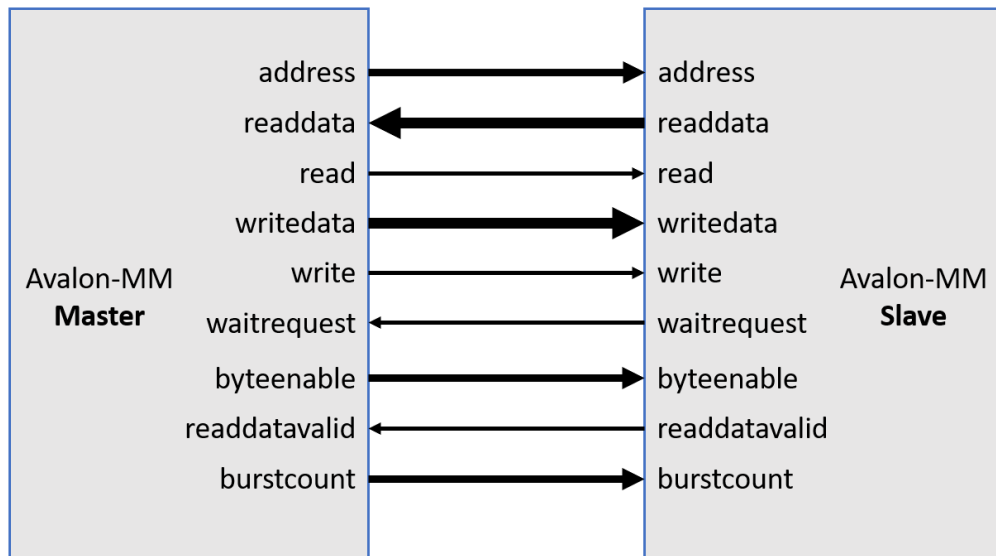 address address
readdata readdata
read read
writedata writedata
write write
Avalon-MM
Master
Avalon-MM
Slave
waitrequest waitrequest
byteenable byteenable
readdatavalid readdatavalid
burstcount burstcount